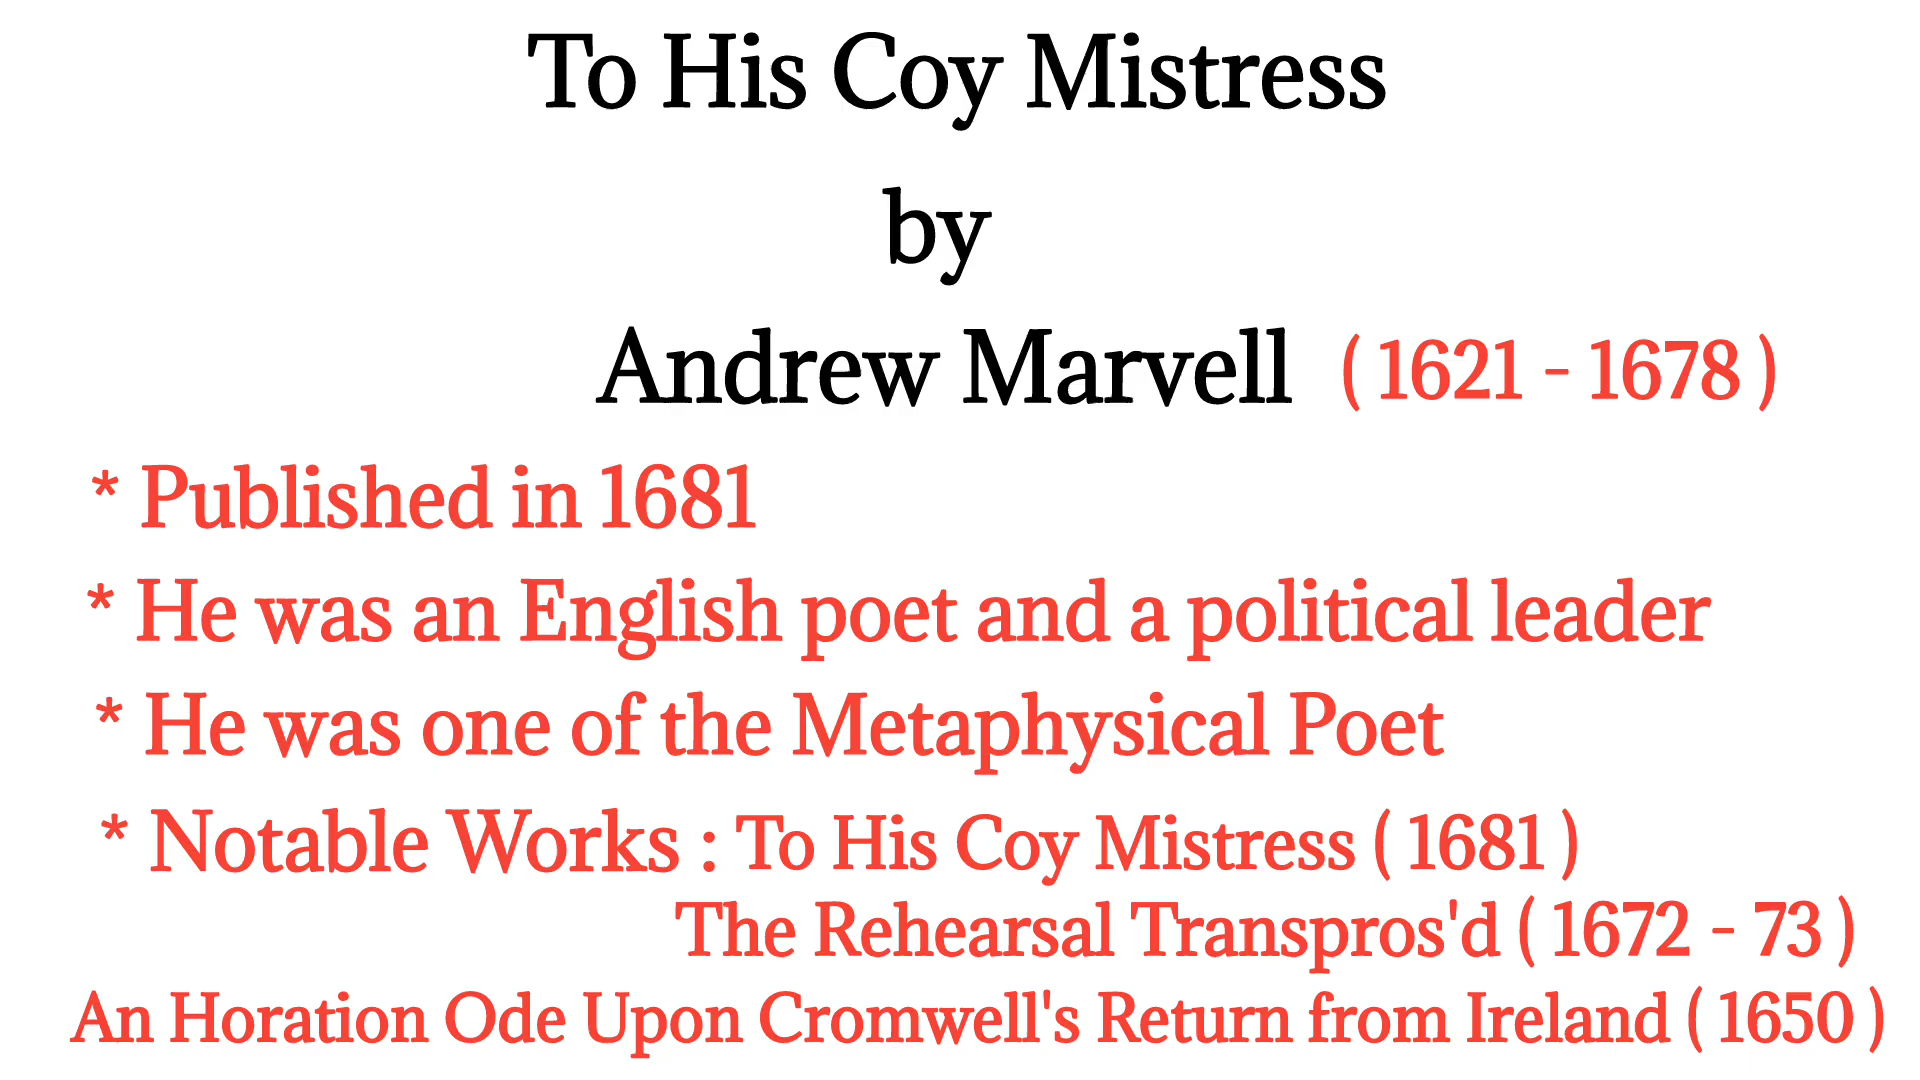 To His Coy Mistress
by
Andrew Marvell ( 1621 - 1678 )
* Published in 1681
* He was an English poet and a political leader
* He was one of the Metaphysical Poet
* Notable Works : To His Coy Mistress ( 1681 )
The Rehearsal Transpros'd ( 1672 - 73 )
An Horation Ode Upon Cromwell's Return from Ireland ( 1650 )